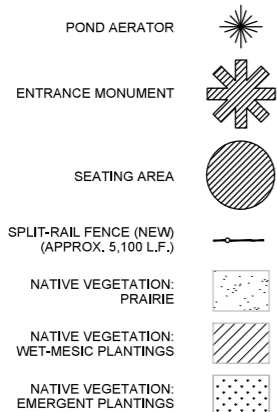 POND AERATOR
ENTRANCE MONUMENT
SEATING AREA
SPLIT-RAIL FENCE (NEW)
(APPROX. 5,100 L.F.)
NATIVE VEGETATION:
PRAIRIE
NATIVE VEGETATION:
WET-MESIC PLANTINGS
NATIVE VEGETATION:
EMERGENT PLANTINGS